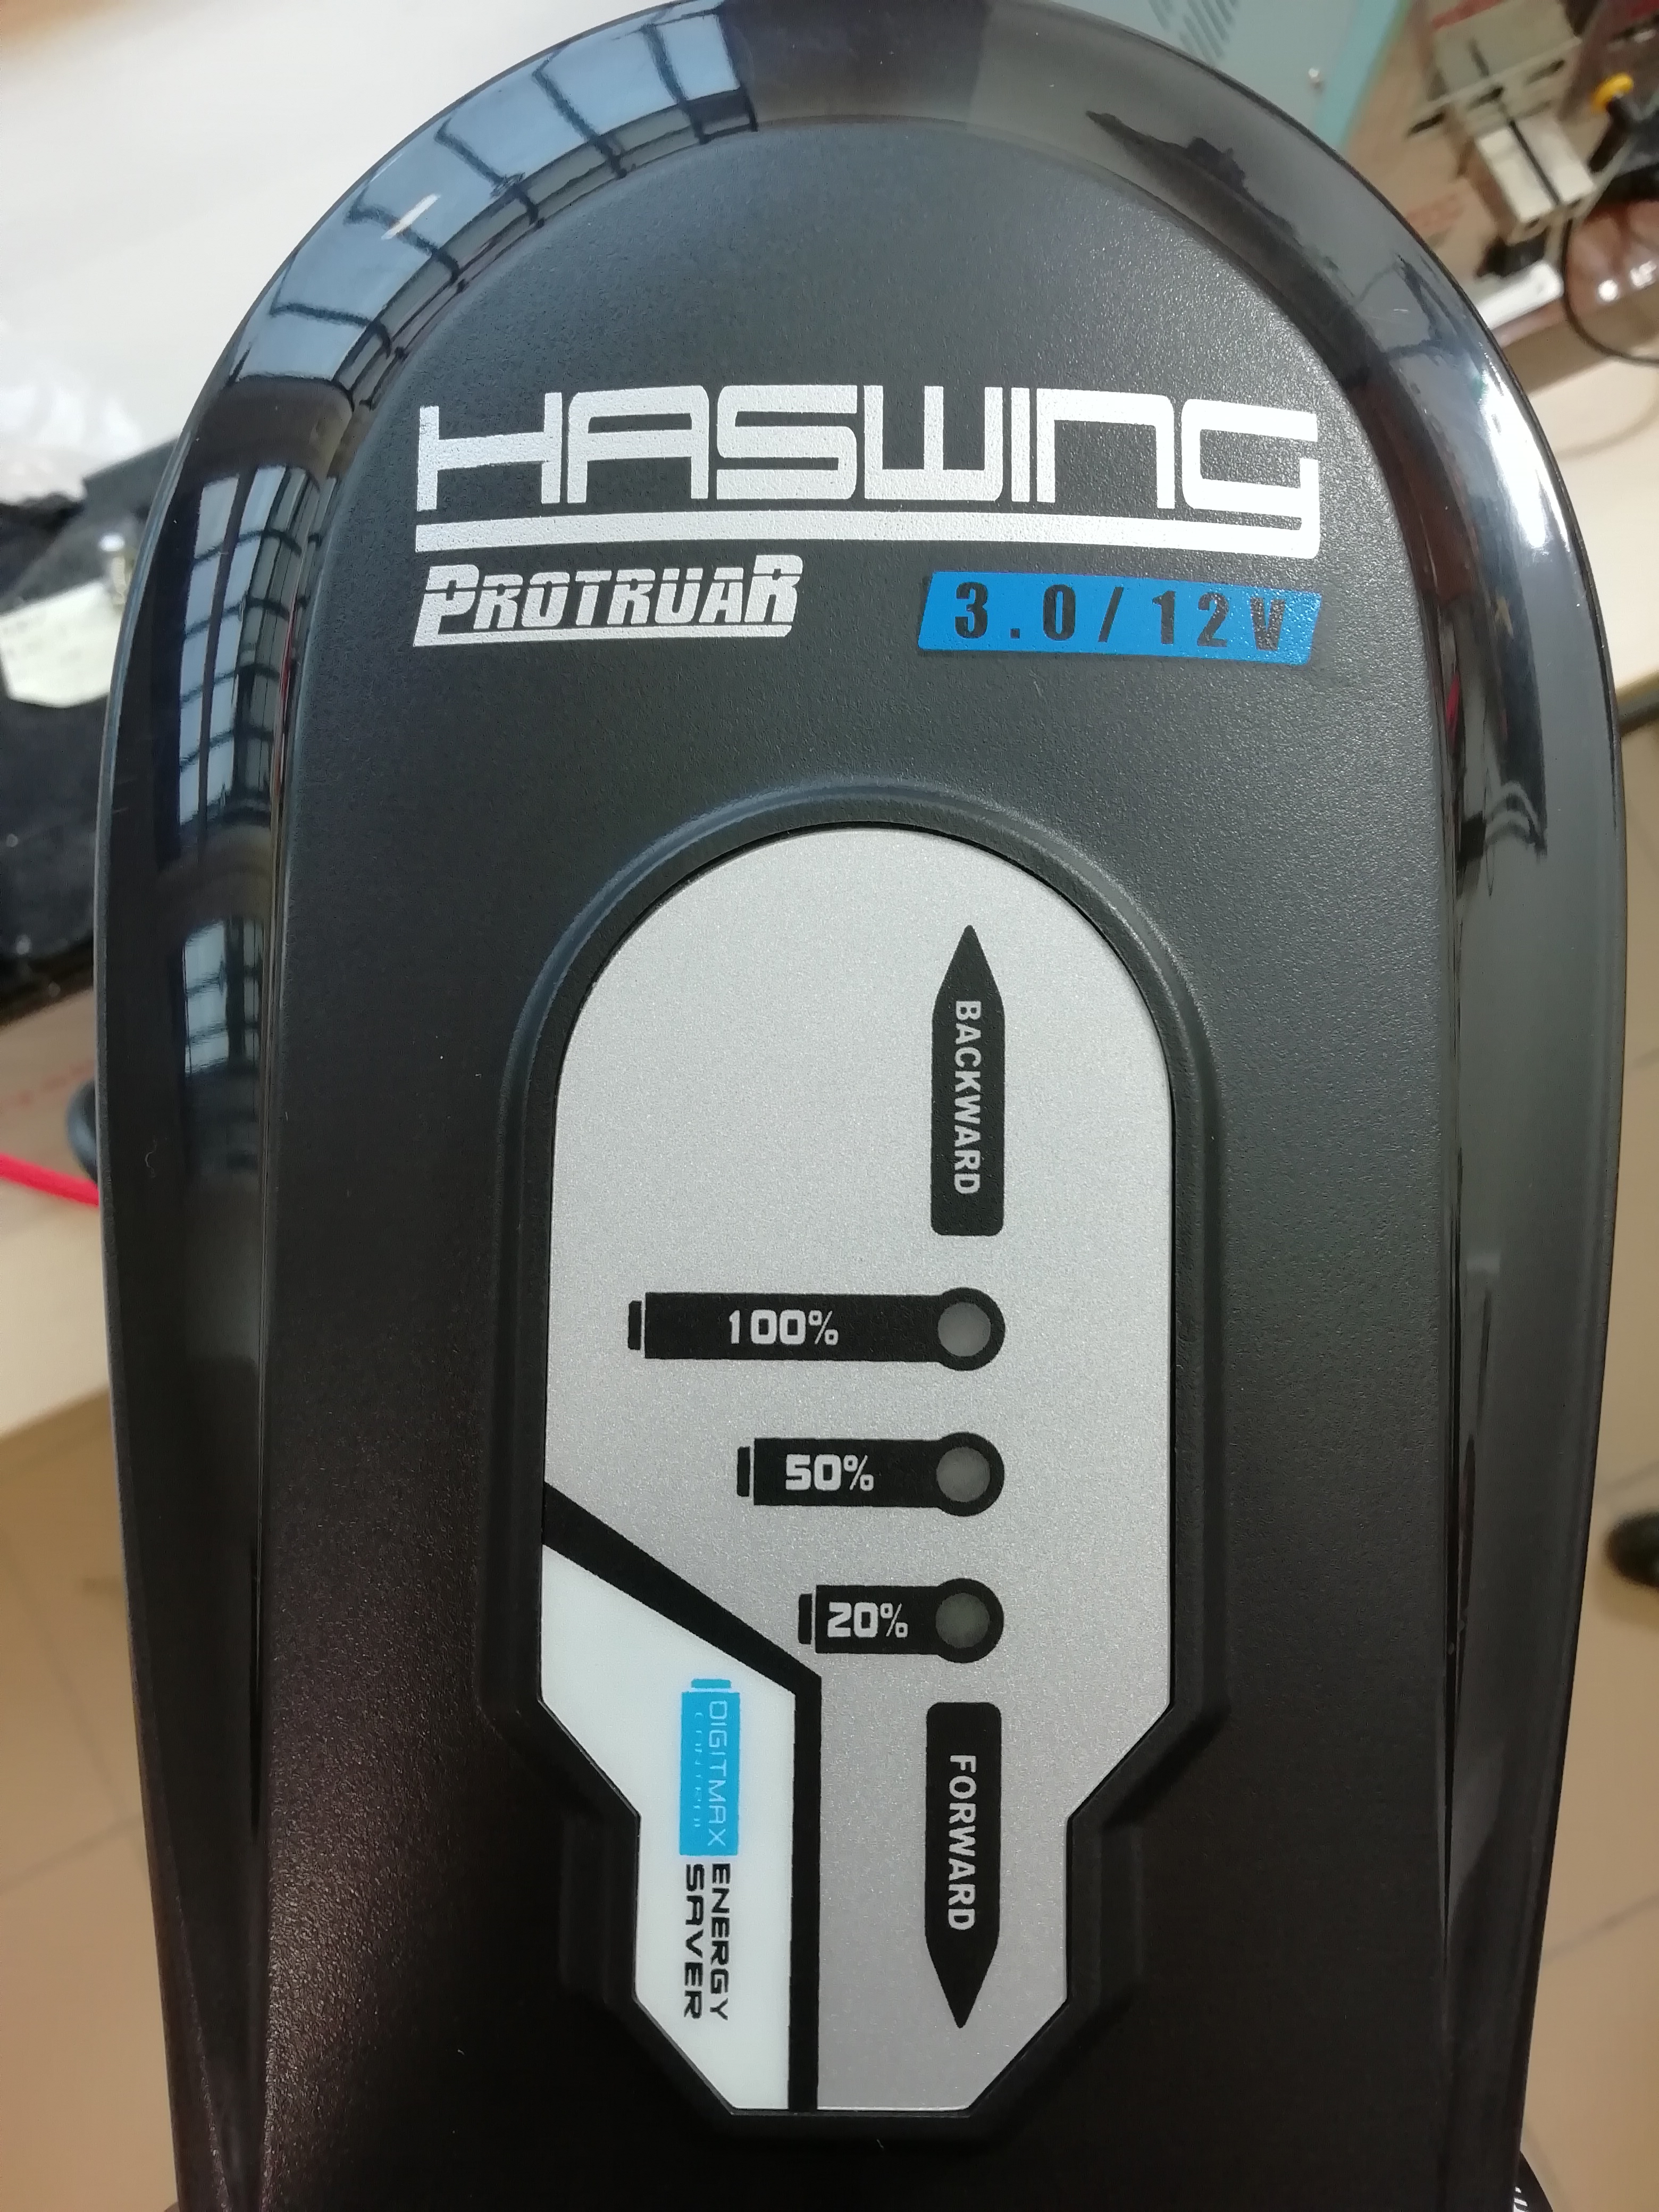 HASWING
PROTRUAR
3.0/12V
BACKWARD
100%
50%
20%
FORWARD
DIGITMAX
ENERGY
SAVER